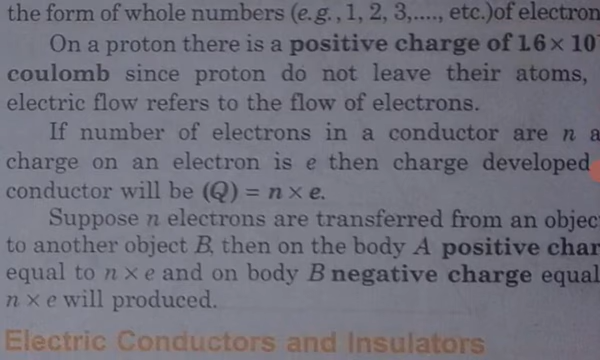 the form of whole numbers (e.g., 1, 2, 3,...., etc.)of electron
On a proton there is a positive charge of 1.6 × 10
coulomb since proton do not leave their atoms,
electric flow refers to the flow of electrons.
If number of electrons in a conductor are n a
charge on an electron is e then charge developed
conductor will be (Q) = n × e.
Suppose n electrons are transferred from an objec
to another object B, then on the body A positive char
equal to n × e and on body B negative charge equal
n × e will produced.
Electric Conductors and Insulators